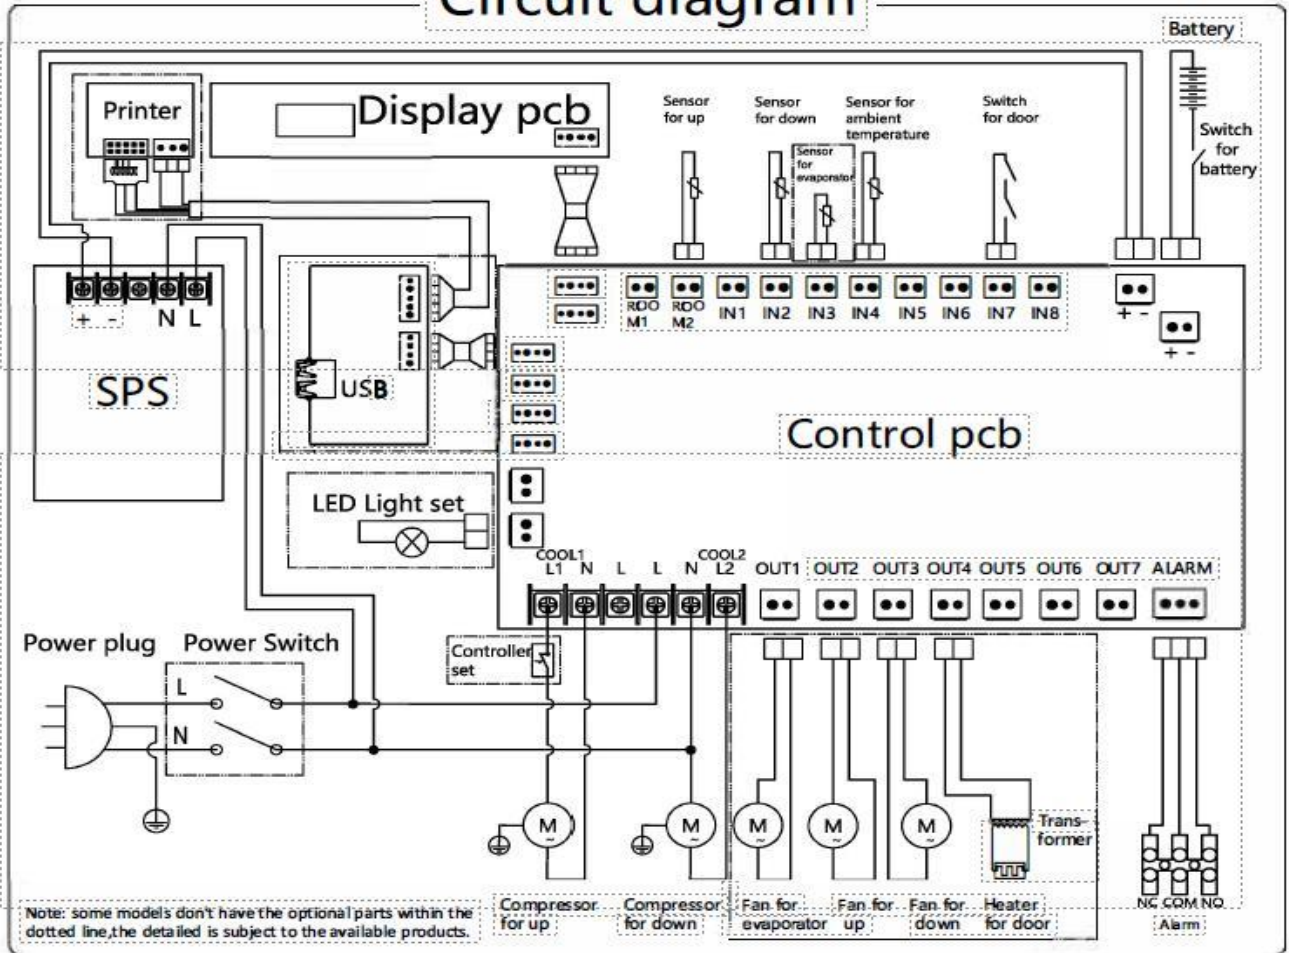 Circuit diagram
Battery
Printer
Display pcb
Sensor
for up
Sensor
for down
Sensor for
ambient
temperature
Sensor
for
evaporator
Switch
for door
Switch
for
battery
+ - N L
SPS
USB
ROO
M1
ROO
M2
IN1 IN2 IN3 IN4 IN5 IN6 IN7 IN8
+ -
+ -
Control pcb
LED Light set
COOL1 COOL2
L1 N L L N L2
OUT1 OUT2 OUT3 OUT4 OUT5 OUT6 OUT7 ALARM
Power plug Power Switch
L
N
Controller
set
M
~
M
~
M
~
M
~
M
~
Trans-
former
NC COM NO
Alarm
Compressor
for up
Compressor
for down
Fan for
evaporator
Fan for
up
Fan for
down
Heater
for door
Note: some models don't have the optional parts within the
dotted line,the detailed is subject to the available products.